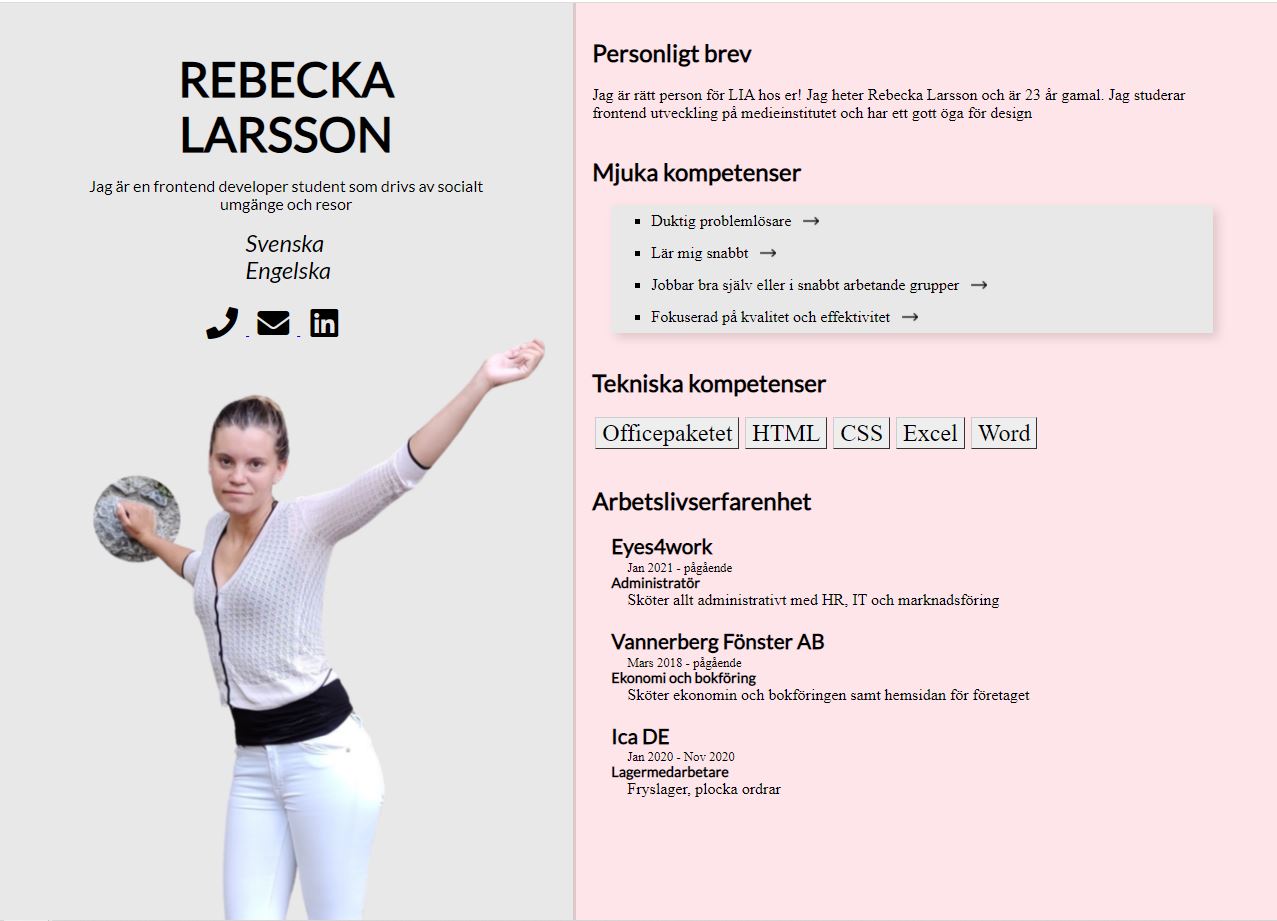 REBECKA
LARSSON
Jag är en frontend developer student som drivs av socialt
umgänge och resor
Svenska
Engelska
Personligt brev
Jag är rätt person för LIA hos er! Jag heter Rebecka Larsson och är 23 år gamal. Jag studerar
frontend utveckling på medieinstitutet och har ett gott öga för design
Mjuka kompetenser
Duktig problemlösare
Lär mig snabbt
Jobbar bra själv eller i snabbt arbetande grupper
Fokuserad på kvalitet och effektivitet
Tekniska kompetenser
Officepaketet HTML CSS Excel Word
Arbetslivserfarenhet
Eyes4work
Jan 2021 - pågående
Administratör
Sköter allt administrativt med HR, IT och marknadsföring
Vannerberg Fönster AB
Mars 2018 - pågående
Ekonomi och bokföring
Sköter ekonomin och bokföringen samt hemsidan för företaget
Ica DE
Jan 2020 - Nov 2020
Lagermedarbetare
Fryslager, plocka ordrar